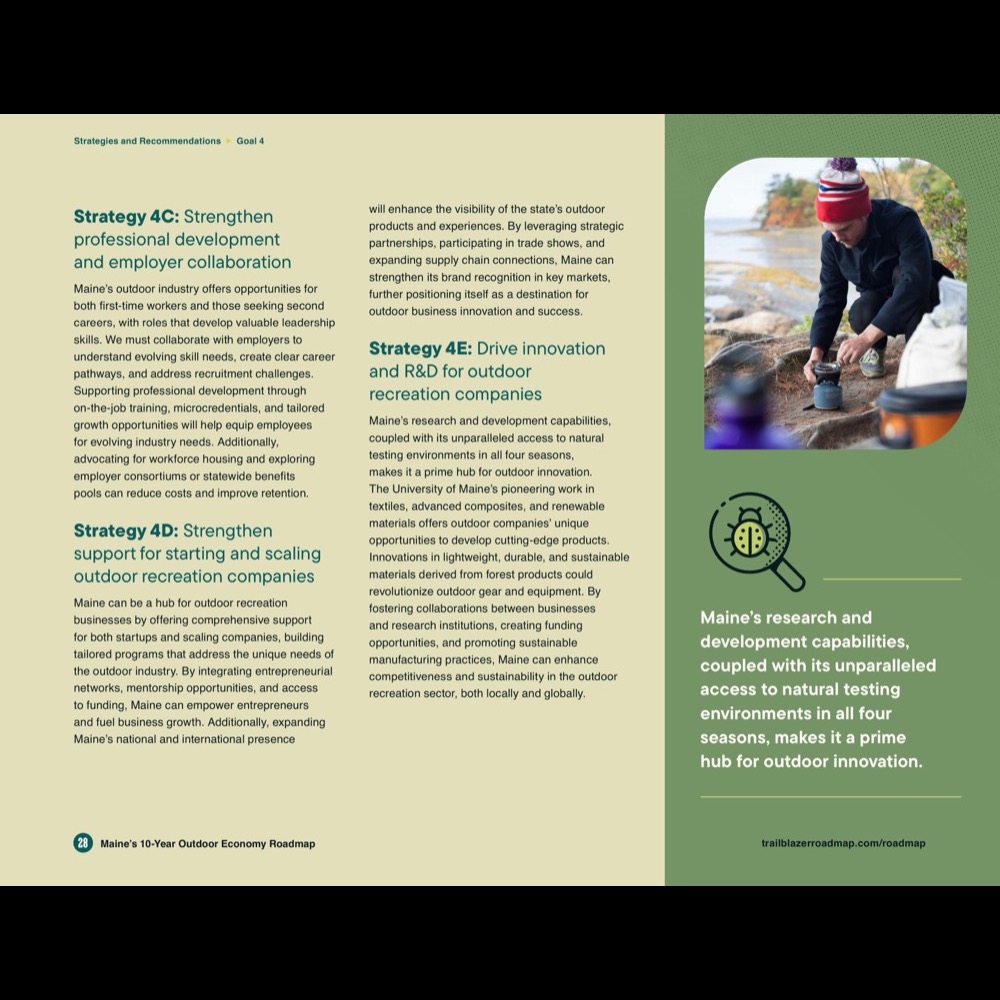 Strategies and Recommendations > Goal 4
Strategy 4C: Strengthen
professional development
and employer collaboration
Maine's outdoor industry offers opportunities for
both first-time workers and those seeking second
careers, with roles that develop valuable leadership
skills. We must collaborate with employers to
understand evolving skill needs, create clear career
pathways, and address recruitment challenges.
Supporting professional development through
on-the-job training, microcredentials, and tailored
growth opportunities will help equip employees
for evolving industry needs. Additionally,
advocating for workforce housing and exploring
employer consortiums or statewide benefits
pools can reduce costs and improve retention.
Strategy 4D: Strengthen
support for starting and scaling
outdoor recreation companies
Maine can be a hub for outdoor recreation
businesses by offering comprehensive support
for both startups and scaling companies, building
tailored programs that address the unique needs of
the outdoor industry. By integrating entrepreneurial
networks, mentorship opportunities, and access
to funding, Maine can empower entrepreneurs
and fuel business growth. Additionally, expanding
Maine's national and international presence
will enhance the visibility of the state's outdoor
products and experiences. By leveraging strategic
partnerships, participating in trade shows, and
expanding supply chain connections, Maine can
strengthen its brand recognition in key markets,
further positioning itself as a destination for
outdoor business innovation and success.
Strategy 4E: Drive innovation
and R&D for outdoor
recreation companies
Maine's research and development capabilities,
coupled with its unparalleled access to natural
testing environments in all four seasons,
makes it a prime hub for outdoor innovation.
The University of Maine's pioneering work in
textiles, advanced composites, and renewable
materials offers outdoor companies' unique
opportunities to develop cutting-edge products.
Innovations in lightweight, durable, and sustainable
materials derived from forest products could
revolutionize outdoor gear and equipment. By
fostering collaborations between businesses
and research institutions, creating funding
opportunities, and promoting sustainable
manufacturing practices, Maine can enhance
competitiveness and sustainability in the outdoor
recreation sector, both locally and globally.
Maine's research and
development capabilities,
coupled with its unparalleled
access to natural testing
environments in all four
seasons, makes it a prime
hub for outdoor innovation.
28 Maine's 10-Year Outdoor Economy Roadmap
trailblazerroadmap.com/roadmap